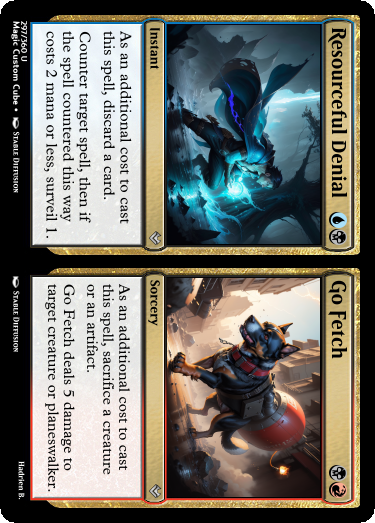 Resourceful Denial
Instant
As an additional cost to cast
this spell, discard a card.
Counter target spell, then if
the spell countered this way
costs 2 mana or less, surveil 1.
297/360 U
Magic Custom Cube • STABLE DIFFUSION
Go Fetch
Sorcery
As an additional cost to cast
this spell, sacrifice a creature
or an artifact.
Go Fetch deals 5 damage to
target creature or planeswalker.
STABLE DIFFUSION
Hadrien B.